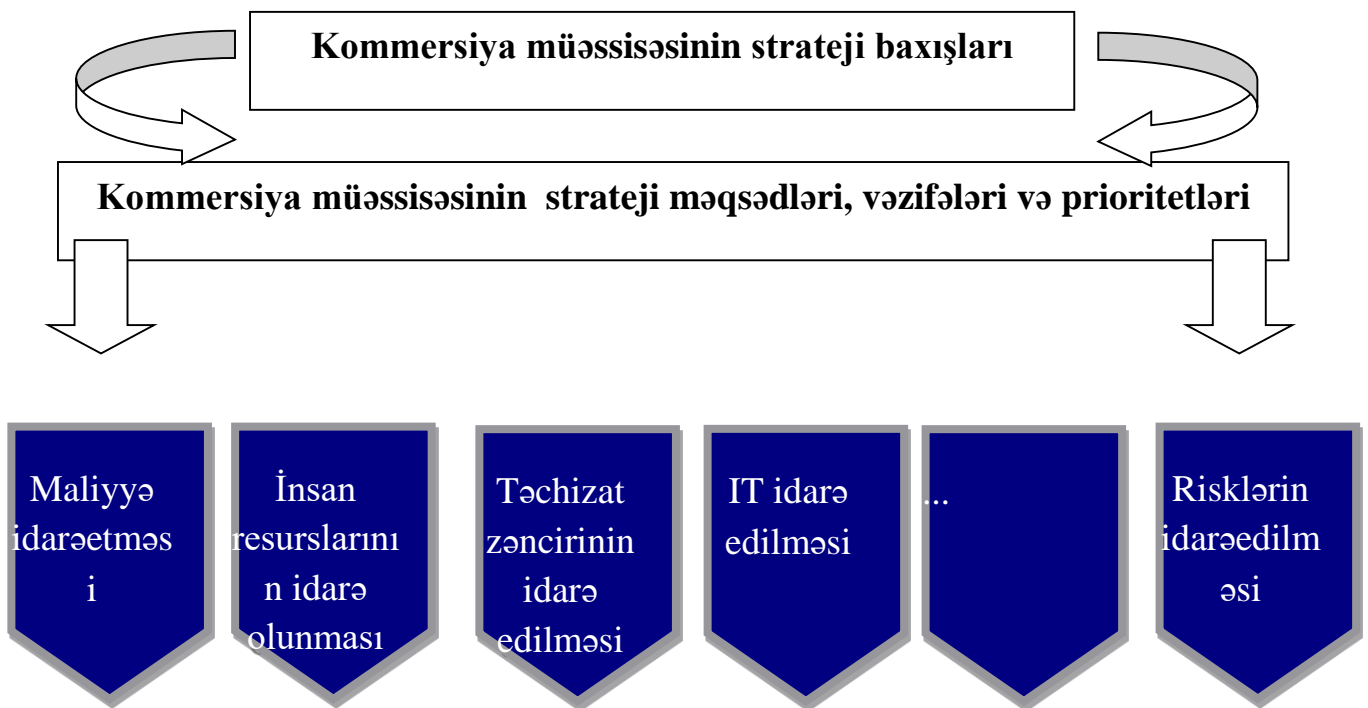 Kommersiya müəssisəsinin strateji baxışları
Kommersiya müəssisəsinin  strateji məqsədləri, vəzifələri və prioritetləri
Maliyyə
idarəetməs
i
İnsan
resurslarını
n idarə
olunması
Təchizat
zəncirinin
idarə
edilməsi
IT idarə
edilməsi
...
Risklərin
idarəedilm
əsi